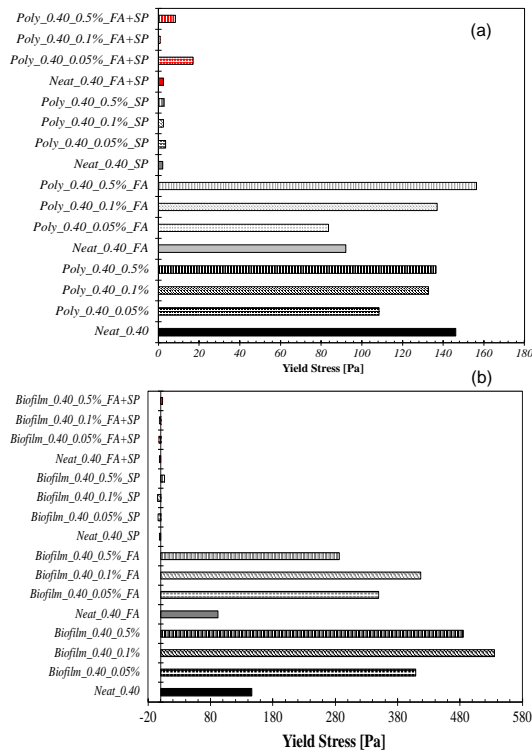 (a)
Poly_0.40_0.5%_FA+SP
Poly_0.40_0.1%_FA+SP
Poly_0.40_0.05%_FA+SP
Neat_0.40_FA+SP
Poly_0.40_0.5%_SP
Poly_0.40_0.1%_SP
Poly_0.40_0.05%_SP
Neat_0.40_SP
Poly_0.40_0.5%_FA
Poly_0.40_0.1%_FA
Poly_0.40_0.05%_FA
Neat_0.40_FA
Poly_0.40_0.5%
Poly_0.40_0.1%
Poly_0.40_0.05%
Neat_0.40
0 20 40 60 80 100 120 140 160 180
Yield Stress [Pa]
(b)
Biofilm_0.40_0.5%_FA+SP
Biofilm_0.40_0.1%_FA+SP
Biofilm_0.40_0.05%_FA+SP
Neat_0.40_FA+SP
Biofilm_0.40_0.5%_SP
Biofilm_0.40_0.1%_SP
Biofilm_0.40_0.05%_SP
Neat_0.40_SP
Biofilm_0.40_0.5%_FA
Biofilm_0.40_0.1%_FA
Biofilm_0.40_0.05%_FA
Neat_0.40_FA
Biofilm_0.40_0.5%
Biofilm_0.40_0.1%
Biofilm_0.40_0.05%
Neat_0.40
-20 80 180 280 380 480 580
Yield Stress [Pa]